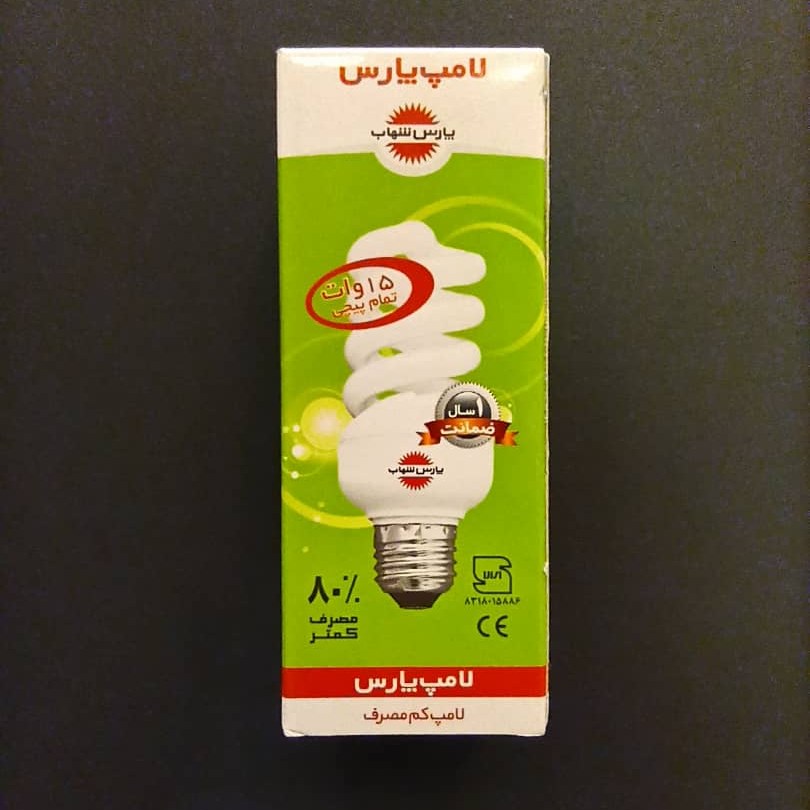 لامپ پارس
پارس شهاب
۱۵ وات
تمام پیچی
۱ سال
ضمانت
پارس شهاب
۸۰٪
مصرف
کمتر
۸۳۱۸۰۱۵۸۸۶
CE
لامپ پارس
لامپ کم مصرف